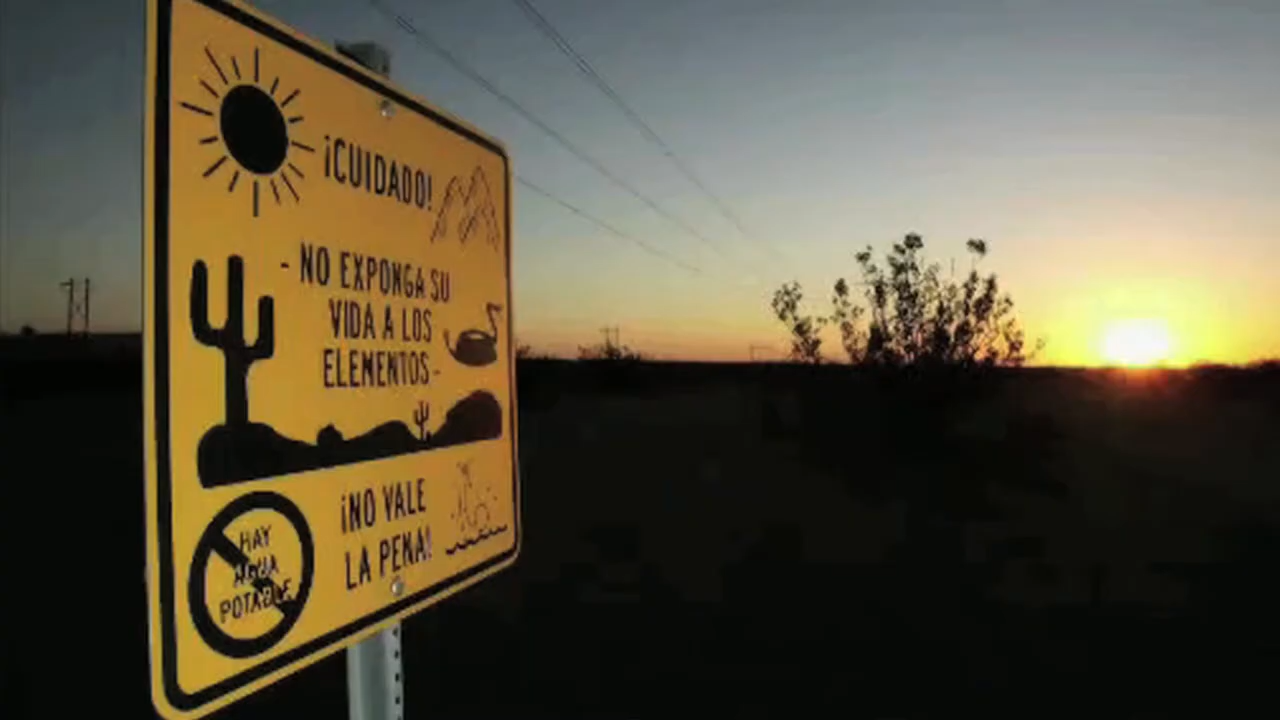 ¡CUIDADO!
- NO EXPONGA SU
VIDA A LOS
ELEMENTOS -
¡NO VALE
LA PENA!
HAY
AGUA
POTABLE